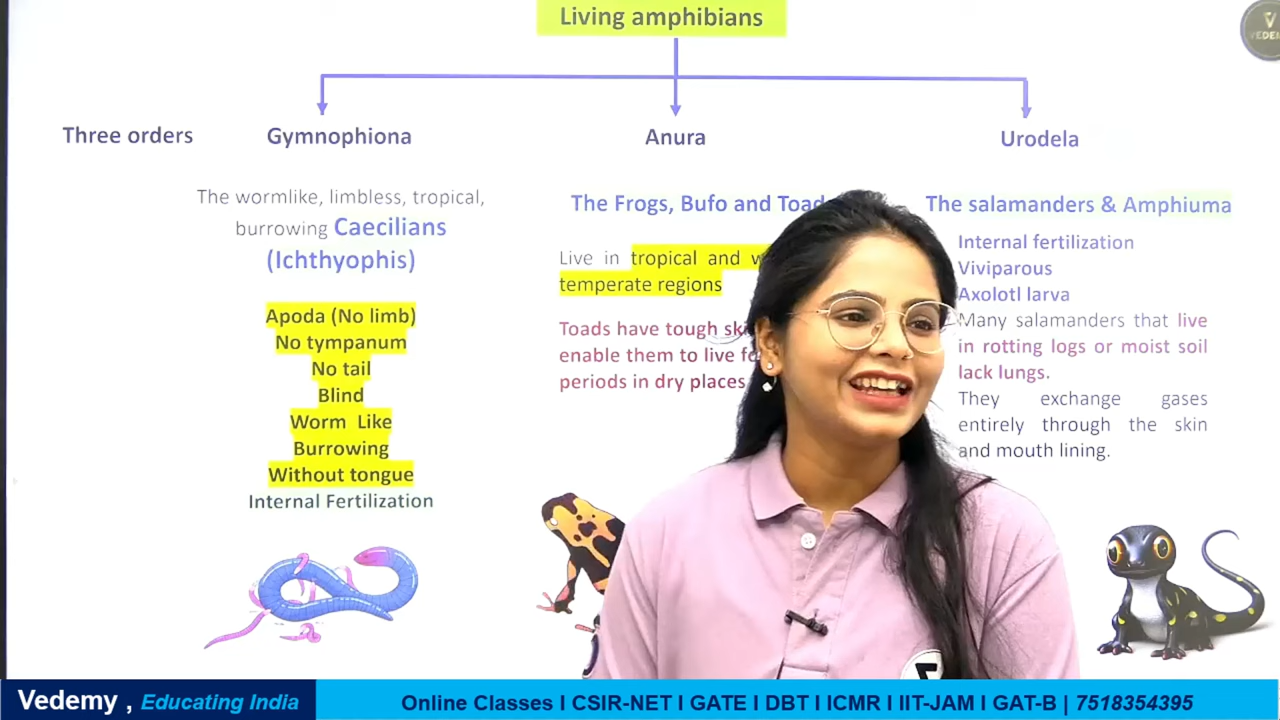 Living amphibians
VEDEM
Three orders
Gymnophiona
Anura
Urodela
The wormlike, limbless, tropical,
burrowing Caecilians
(Ichthyophis)
Apoda (No limb)
No tympanum
No tail
Blind
Worm Like
Burrowing
Without tongue
Internal Fertilization
The Frogs, Bufo and Toad
Live in tropical and w
temperate regions
Toads have tough ski
enable them to live fo
periods in dry places
The salamanders & Amphiuma
Internal fertilization
Viviparous
Axolotl larva
Many salamanders that live
in rotting logs or moist soil
lack lungs.
They exchange gases
entirely through the skin
and mouth lining.
Vedemy , Educating India
Online Classes I CSIR-NET I GATE I DBT I ICMR I IIT-JAM I GAT-B | 7518354395